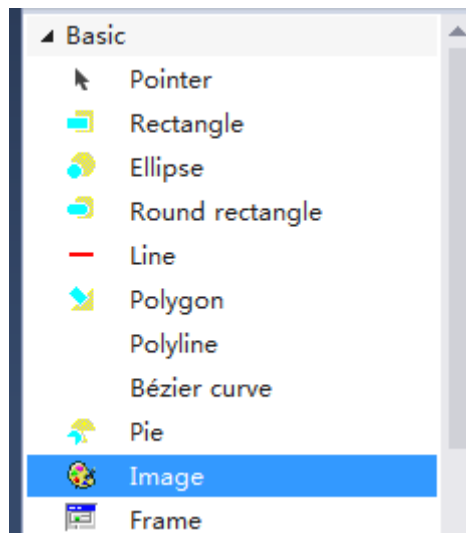 Basic
Pointer
Rectangle
Ellipse
Round rectangle
Line
Polygon
Polyline
Bézier curve
Pie
Image
Frame